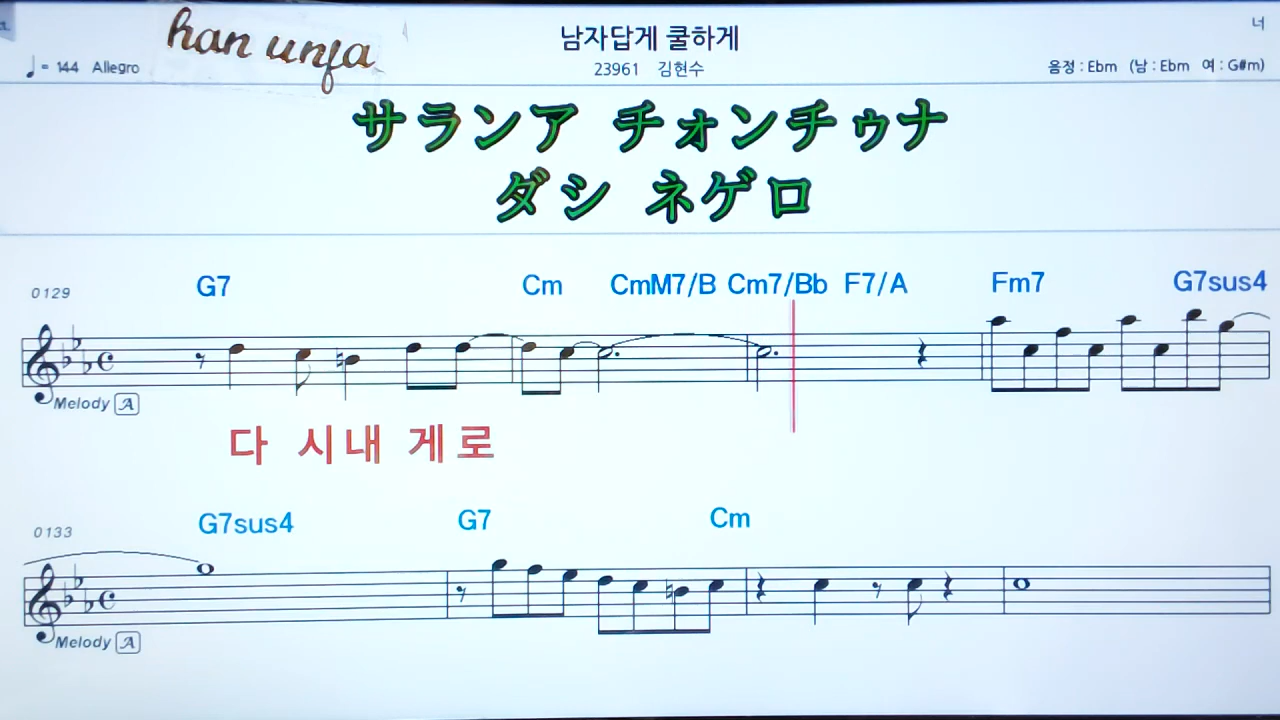 han unja
남자답게 쿨하게
너
♩= 144 Allegro
23961 김현수
음정 : Ebm (남 : Ebm 여 : G#m)
サランア チォンチゥナ
ダシ ネゲロ
0129 G7 Cm CmM7/B Cm7/Bb F7/A Fm7 G7sus4
Melody A
다 시내 게로
0133 G7sus4 G7 Cm
Melody A